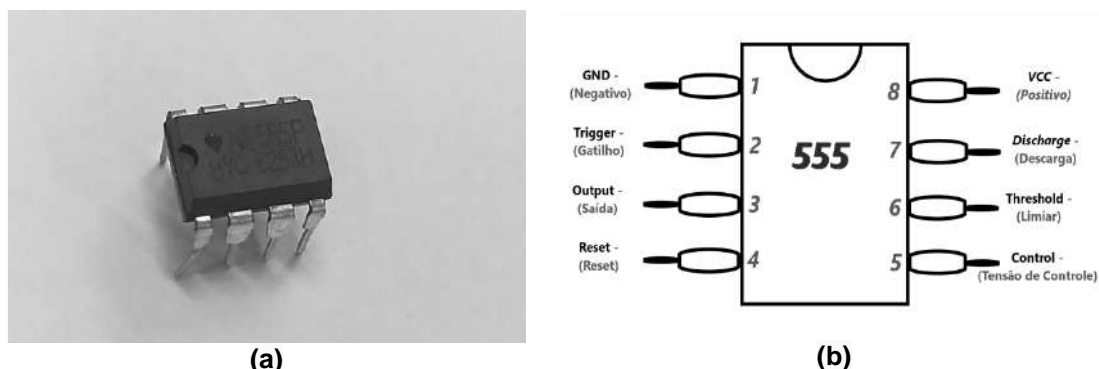 GND -
(Negativo)
1
Trigger -
(Gatilho)
2
Output -
(Saída)
3
Reset -
(Reset)
4
555
8
VCC -
(Positivo)
7
Discharge -
(Descarga)
6
Threshold -
(Limiar)
5
Control -
(Tensão de Controle)
(a)
(b)